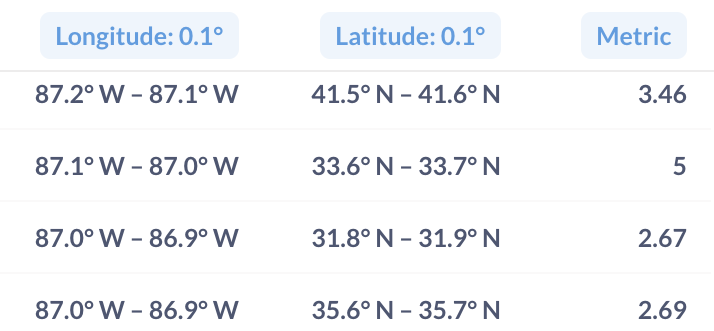 Longitude: 0.1° Latitude: 0.1° Metric
87.2° W – 87.1° W 41.5° N – 41.6° N 3.46
87.1° W – 87.0° W 33.6° N – 33.7° N 5
87.0° W – 86.9° W 31.8° N – 31.9° N 2.67
87.0° W – 86.9° W 35.6° N – 35.7° N 2.69